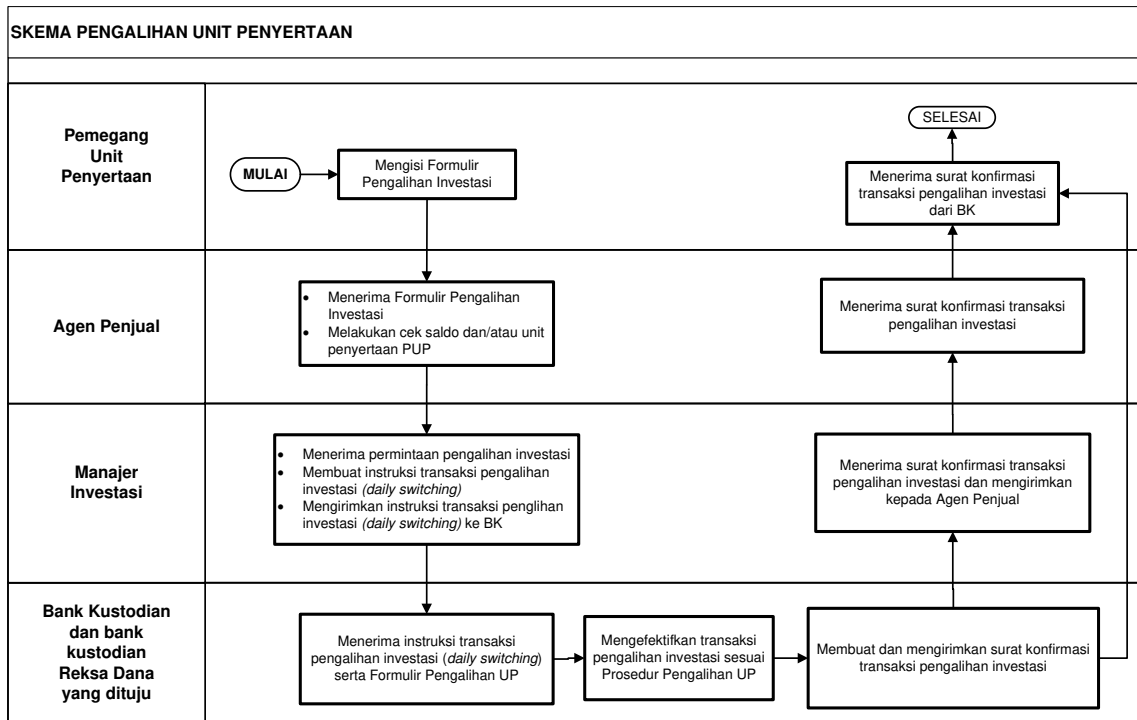 SKEMA PENGALIHAN UNIT PENYERTAAN
Pemegang
Unit
Penyertaan
MULAI
Mengisi Formulir
Pengalihan Investasi
SELESAI
Menerima surat konfirmasi
transaksi pengalihan investasi
dari BK
Agen Penjual
• Menerima Formulir Pengalihan
Investasi
• Melakukan cek saldo dan/atau unit
penyertaan PUP
Menerima surat konfirmasi transaksi
pengalihan investasi
Manajer
Investasi
• Menerima permintaan pengalihan investasi
• Membuat instruksi transaksi pengalihan
investasi (daily switching)
• Mengirimkan instruksi transaksi penglihan
investasi (daily switching) ke BK
Menerima surat konfirmasi transaksi
pengalihan investasi dan mengirimkan
kepada Agen Penjual
Bank Kustodian
dan bank
kustodian
Reksa Dana
yang dituju
Menerima instruksi transaksi
pengalihan investasi (daily switching)
serta Formulir Pengalihan UP
Mengefektifkan transaksi
pengalihan investasi sesuai
Prosedur Pengalihan UP
Membuat dan mengirimkan surat konfirmasi
transaksi pengalihan investasi